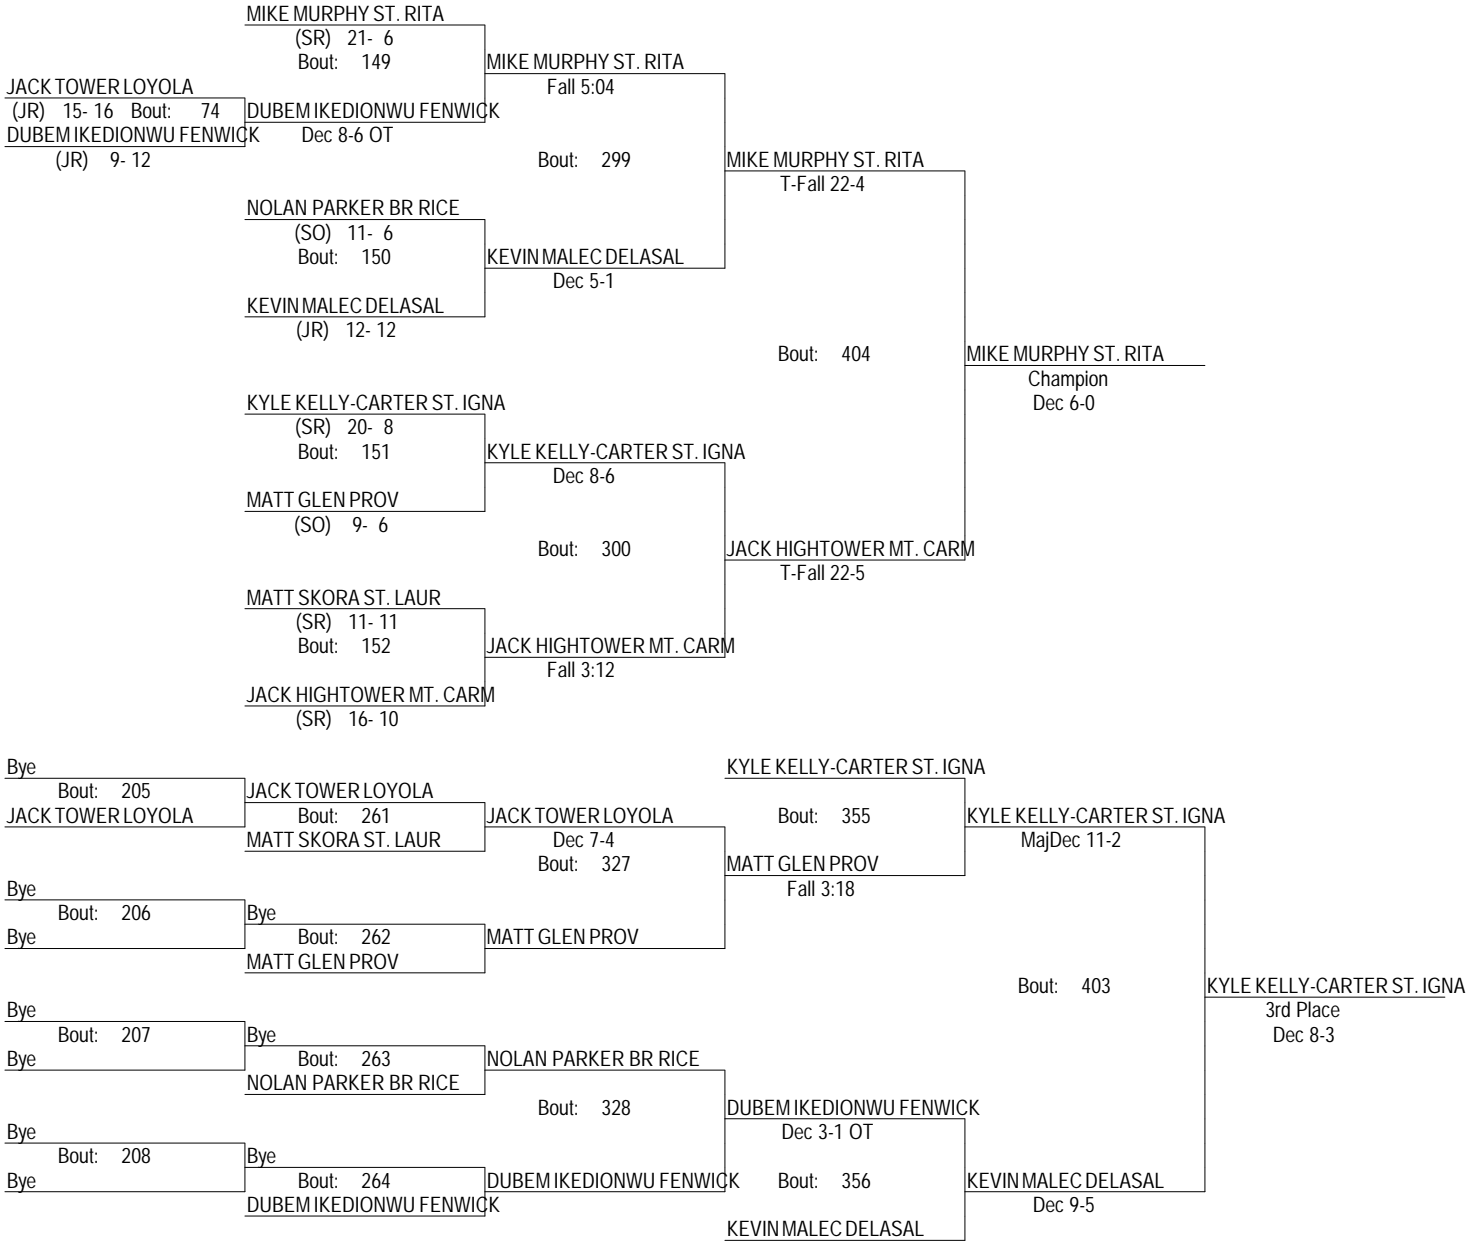 MIKE MURPHY ST. RITA
(SR) 21- 6
Bout: 149
MIKE MURPHY ST. RITA
Fall 5:04
JACK TOWER LOYOLA
(JR) 15- 16 Bout: 74
DUBEM IKEDIONWU FENWICK
DUBEM IKEDIONWU FENWICK
Dec 8-6 OT
(JR) 9- 12
Bout: 299
MIKE MURPHY ST. RITA
T-Fall 22-4
NOLAN PARKER BR RICE
(SO) 11- 6
Bout: 150
KEVIN MALEC DELASAL
Dec 5-1
KEVIN MALEC DELASAL
(JR) 12- 12
Bout: 404
MIKE MURPHY ST. RITA
Champion
Dec 6-0
KYLE KELLY-CARTER ST. IGNA
(SR) 20- 8
Bout: 151
KYLE KELLY-CARTER ST. IGNA
Dec 8-6
MATT GLEN PROV
(SO) 9- 6
Bout: 300
JACK HIGHTOWER MT. CARM
T-Fall 22-5
MATT SKORA ST. LAUR
(SR) 11- 11
Bout: 152
JACK HIGHTOWER MT. CARM
Fall 3:12
JACK HIGHTOWER MT. CARM
(SR) 16- 10
Bye
Bout: 205
JACK TOWER LOYOLA
JACK TOWER LOYOLA
Bout: 261
MATT SKORA ST. LAUR
JACK TOWER LOYOLA
Dec 7-4
Bout: 327
KYLE KELLY-CARTER ST. IGNA
Bout: 355
KYLE KELLY-CARTER ST. IGNA
MajDec 11-2
MATT GLEN PROV
Fall 3:18
Bye
Bout: 206
Bye
Bye
Bout: 262
MATT GLEN PROV
MATT GLEN PROV
Bout: 403
KYLE KELLY-CARTER ST. IGNA
3rd Place
Dec 8-3
Bye
Bout: 207
Bye
Bye
Bout: 263
NOLAN PARKER BR RICE
NOLAN PARKER BR RICE
Bout: 328
DUBEM IKEDIONWU FENWICK
Dec 3-1 OT
Bye
Bout: 208
Bye
Bye
Bout: 264
DUBEM IKEDIONWU FENWICK
DUBEM IKEDIONWU FENWICK
Bout: 356
KEVIN MALEC DELASAL
Dec 9-5
KEVIN MALEC DELASAL